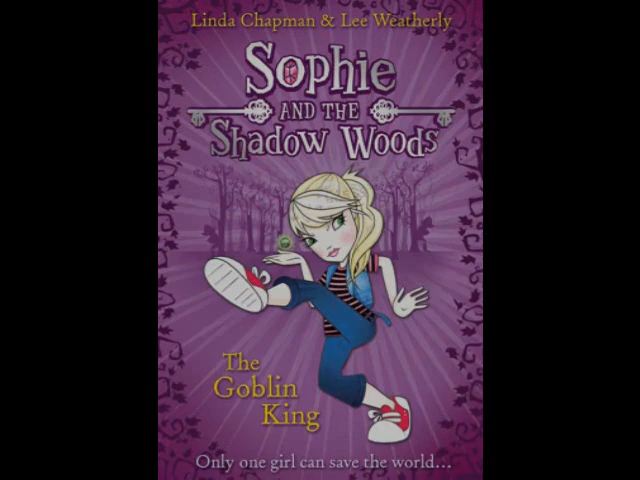 Linda Chapman & Lee Weatherly
Sophie
AND THE
Shadow Woods
The
Goblin
King
Only one girl can save the world...